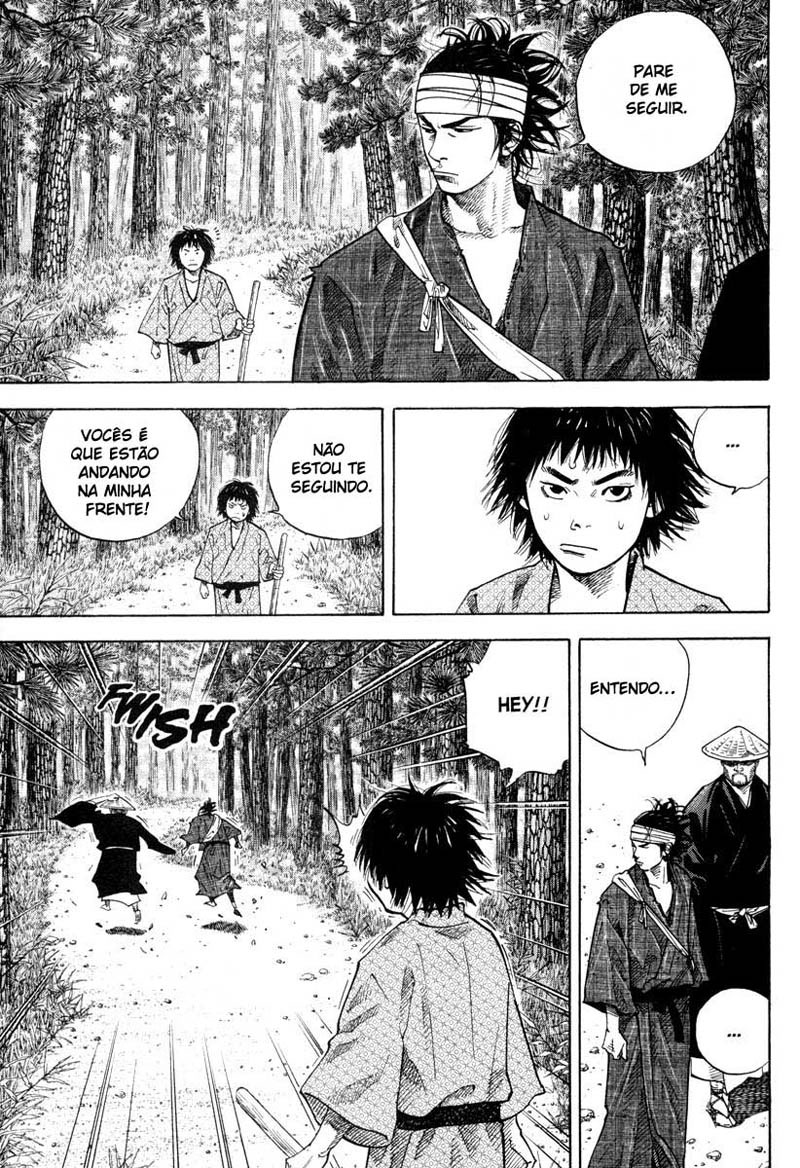 PARE
DE ME
SEGUIR.
...
NÃO
ESTOU TE
SEGUINDO.
VOCÊS É
QUE ESTÃO
ANDANDO
NA MINHA
FRENTE!
ENTENDO...
...
HEY!!
FWISH